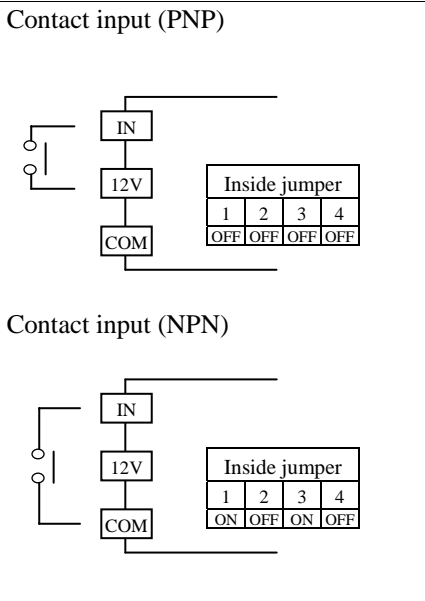 Contact input (PNP)
IN
12V
COM
Inside jumper
1 2 3 4
OFF OFF OFF OFF
Contact input (NPN)
IN
12V
COM
Inside jumper
1 2 3 4
ON OFF ON OFF